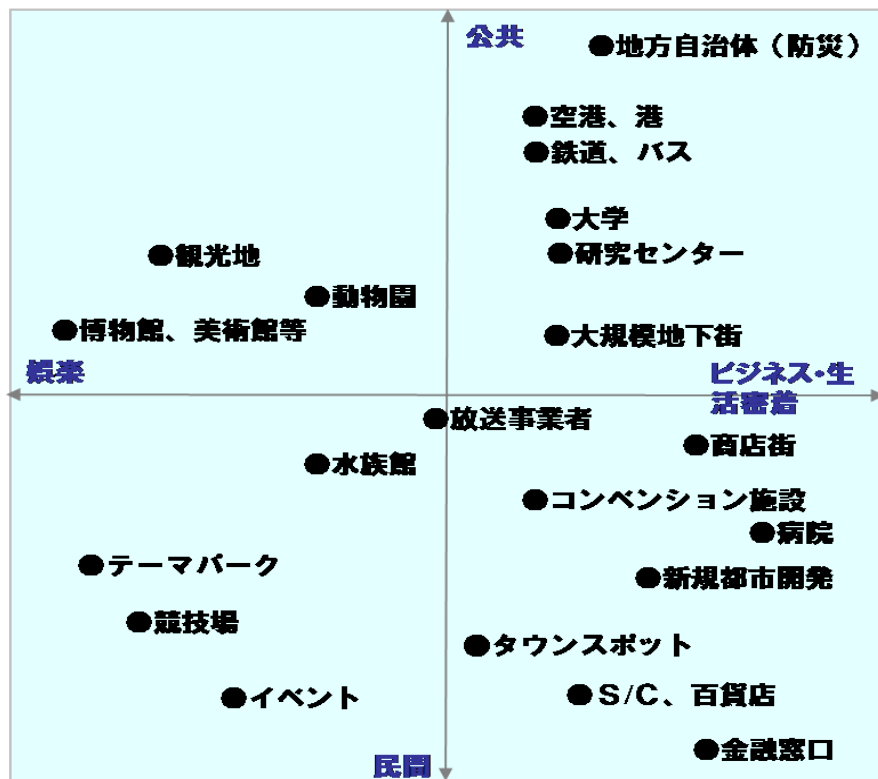 公共
●地方自治体（防災）
●空港、港
●鉄道、バス
●大学
●観光地
●研究センター
●動物園
●博物館、美術館等
●大規模地下街
娯楽
ビジネス・生
活密着
●放送事業者
●商店街
●水族館
●コンベンション施設
●病院
●テーマパーク
●新規都市開発
●競技場
●タウンスポット
●イベント
●S/C、百貨店
●金融窓口
民間